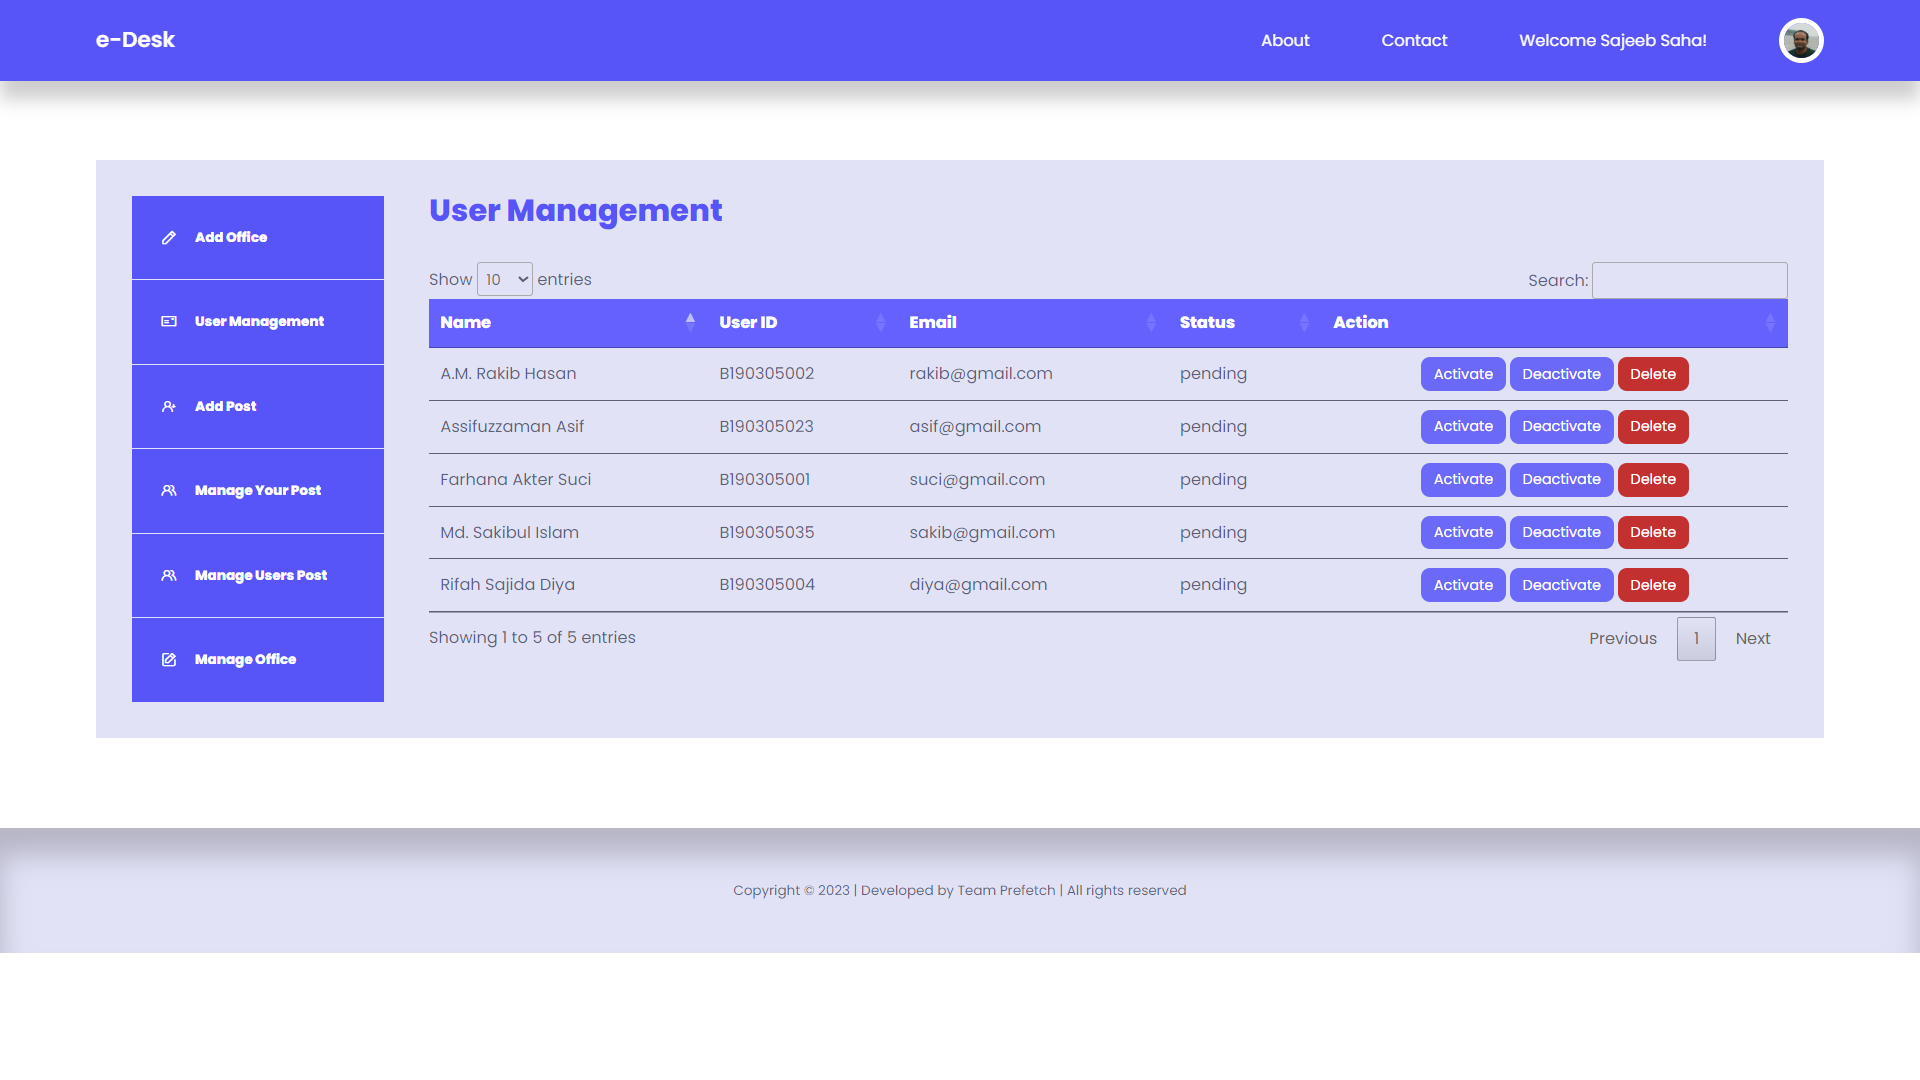 e-Desk About Contact Welcome Sajeeb Saha!
User Management
Add Office
User Management
Add Post
Manage Your Post
Manage Users Post
Manage Office
Show 10 entries Search:
Name User ID Email Status Action
A.M. Rakib Hasan B190305002 rakib@gmail.com pending Activate Deactivate Delete
Assifuzzaman Asif B190305023 asif@gmail.com pending Activate Deactivate Delete
Farhana Akter Suci B190305001 suci@gmail.com pending Activate Deactivate Delete
Md. Sakibul Islam B190305035 sakib@gmail.com pending Activate Deactivate Delete
Rifah Sajida Diya B190305004 diya@gmail.com pending Activate Deactivate Delete
Showing 1 to 5 of 5 entries Previous 1 Next
Copyright © 2023 | Developed by Team Prefetch | All rights reserved